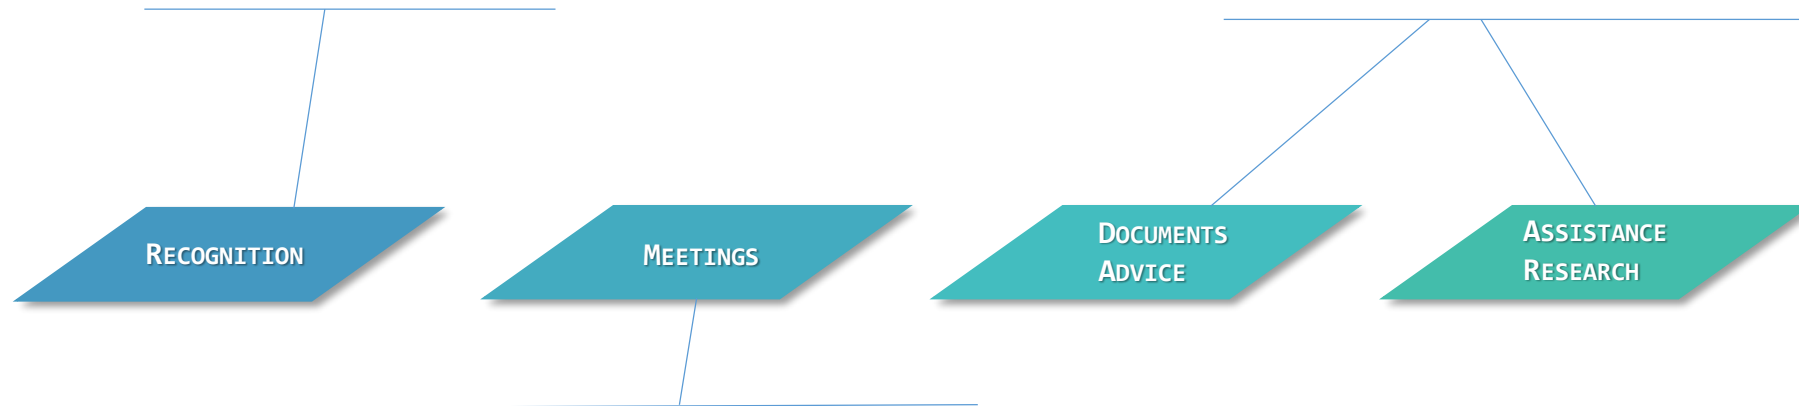 RECOGNITION
MEETINGS
DOCUMENTS
ADVICE
ASSISTANCE
RESEARCH